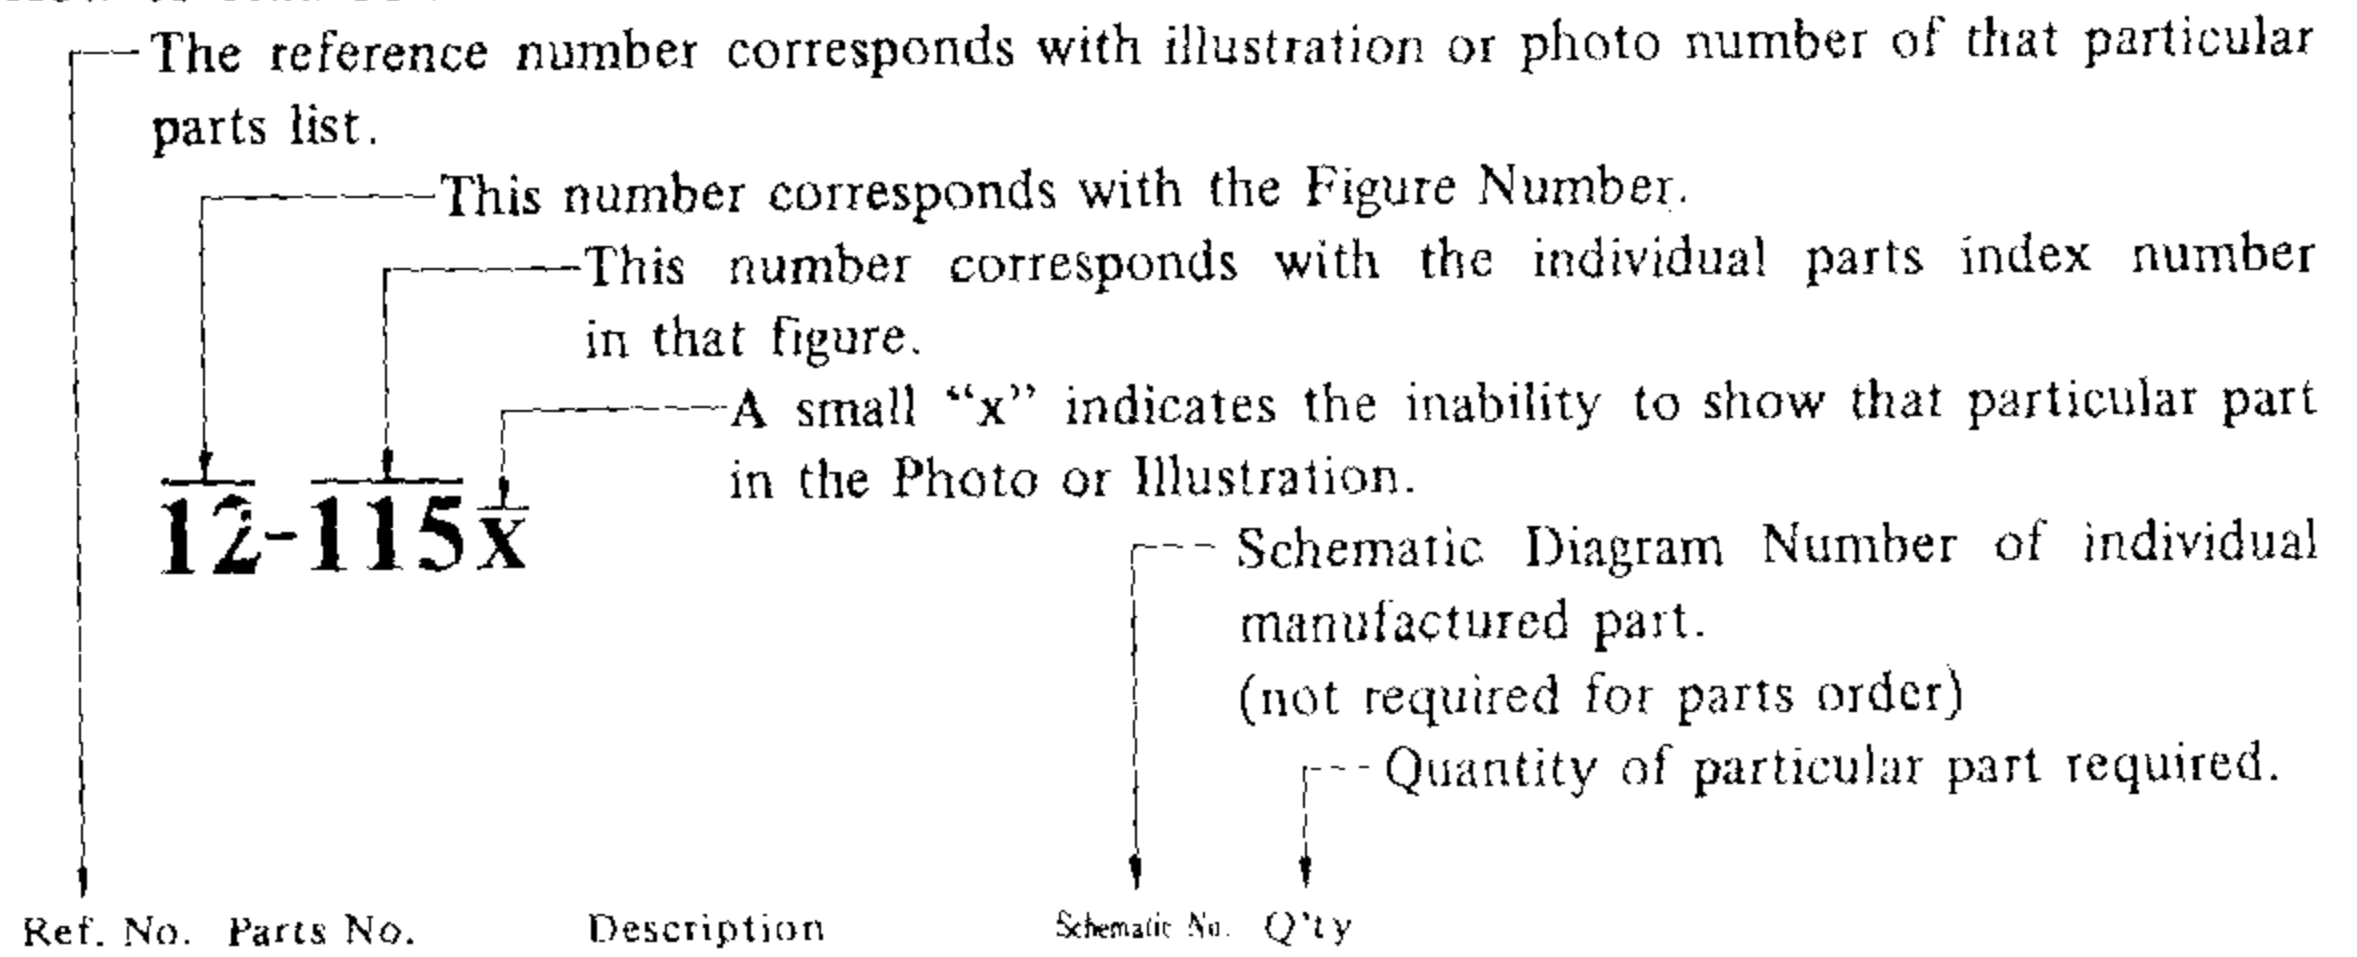 The reference number corresponds with illustration or photo number of that particular
parts list.
This number corresponds with the Figure Number.
This number corresponds with the individual parts index number
in that figure.
A small “x” indicates the inability to show that particular part
in the Photo or Illustration.
12-115x
Schematic Diagram Number of individual
manufactured part.
(not required for parts order)
Quantity of particular part required.
Ref. No. Parts No. Description Schematic No. Q'ty